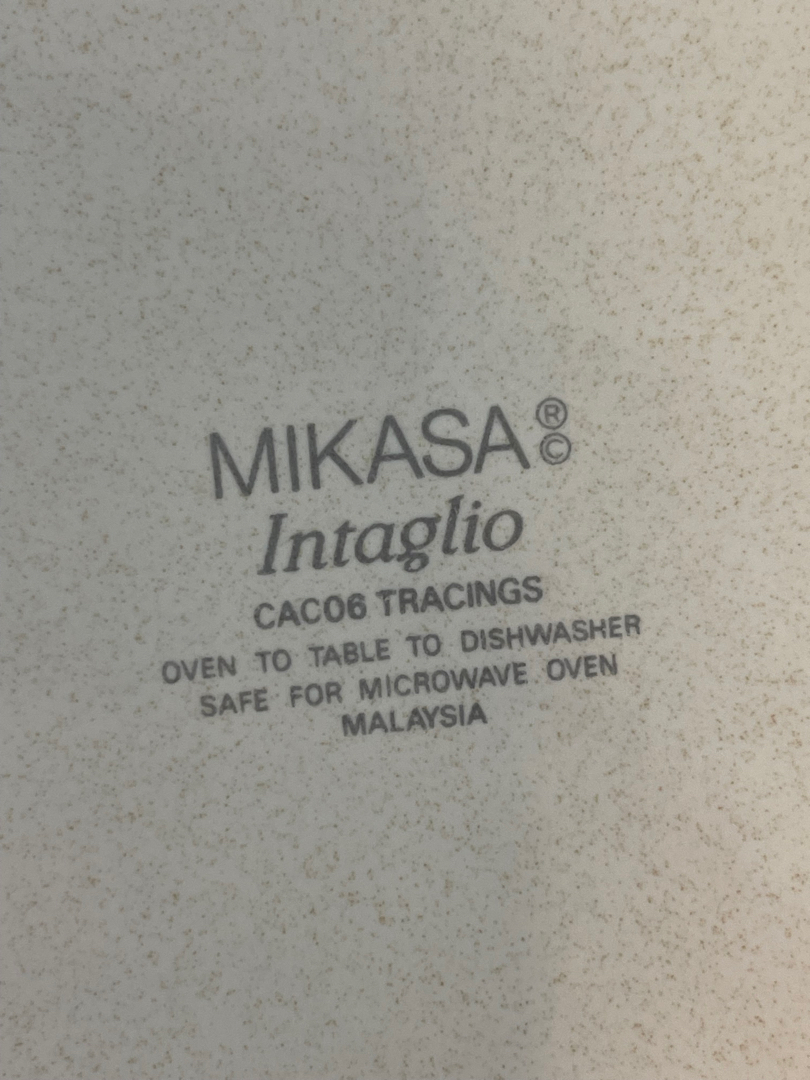 MIKASA ® ©
Intaglio
CAC06 TRACINGS
OVEN TO TABLE TO DISHWASHER
SAFE FOR MICROWAVE OVEN
MALAYSIA